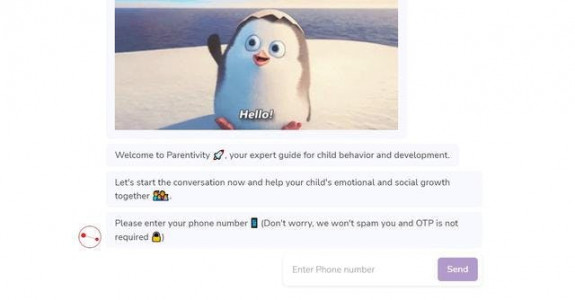 Hello!
Welcome to Parentivity 🚀, your expert guide for child behavior and development.
Let's start the conversation now and help your child's emotional and social growth
together 👨‍👩‍👧‍👦.
Please enter your phone number 📱 (Don't worry, we won't spam you and OTP is not
required 🔒)
Enter Phone number
Send